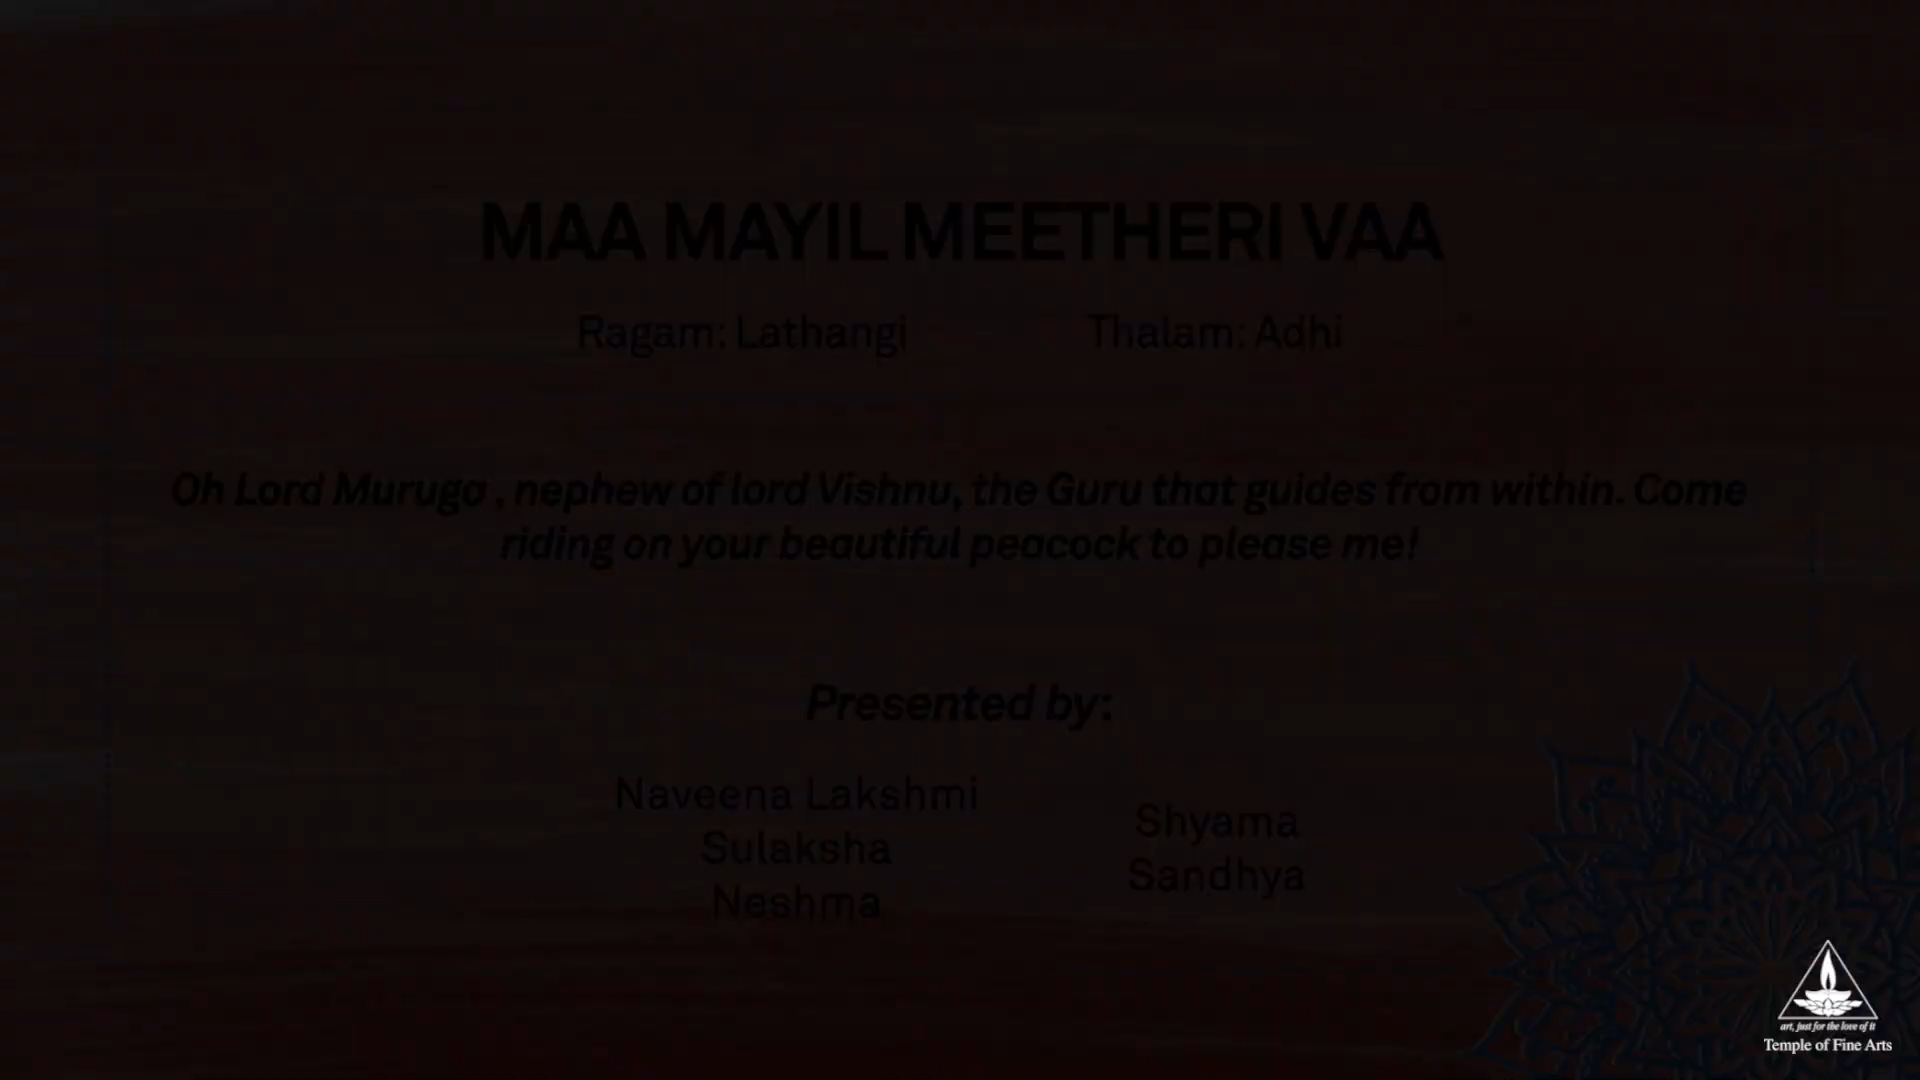 MAA MAYIL MEETHERI VAA
Ragam: Lathangi Thalam: Adhi
Oh Lord Muruga , nephew of lord Vishnu, the Guru that guides from within. Come
riding on your beautiful peacock to please me!
Presented by:
Naveena Lakshmi
Sulaksha
Neshma
Shyama
Sandhya
art, just for the love of it
Temple of Fine Arts